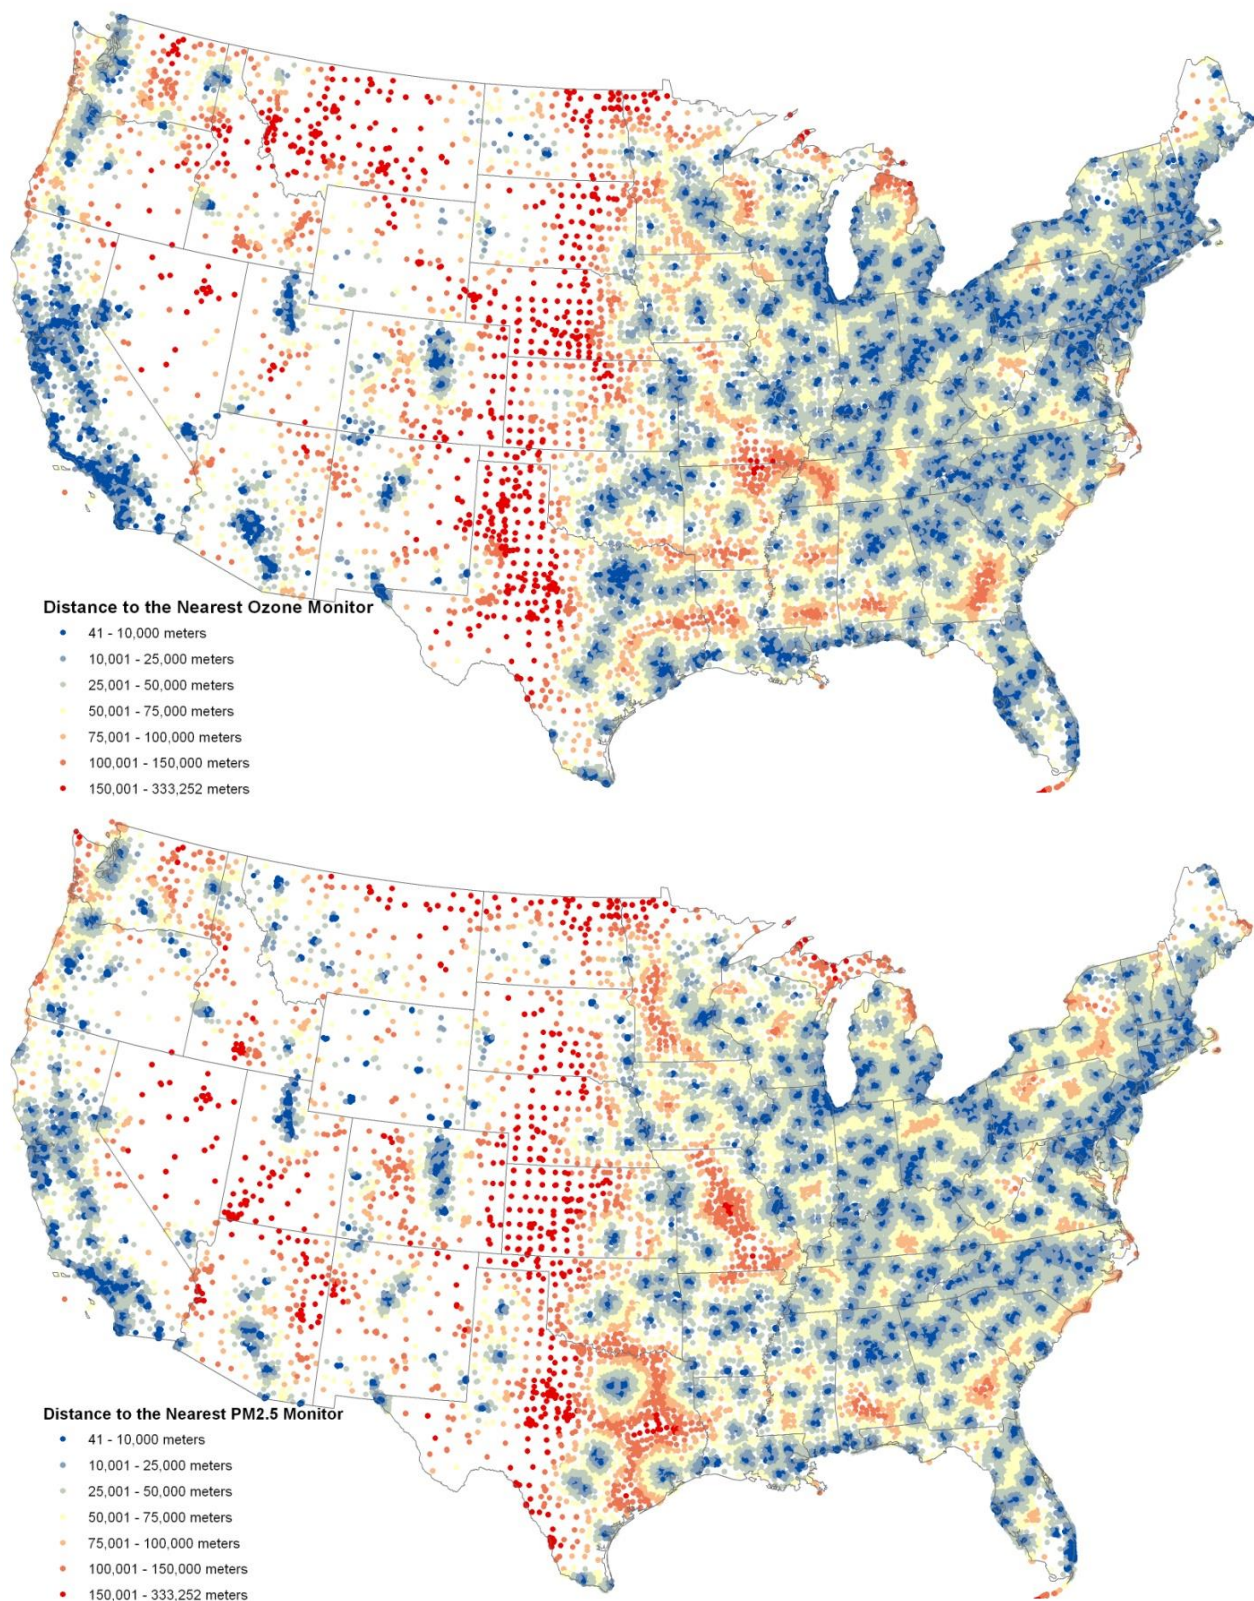 Distance to the Nearest Ozone Monitor
41 - 10,000 meters
10,001 - 25,000 meters
25,001 - 50,000 meters
50,001 - 75,000 meters
75,001 - 100,000 meters
100,001 - 150,000 meters
150,001 - 333,252 meters
Distance to the Nearest PM2.5 Monitor
41 - 10,000 meters
10,001 - 25,000 meters
25,001 - 50,000 meters
50,001 - 75,000 meters
75,001 - 100,000 meters
100,001 - 150,000 meters
150,001 - 333,252 meters